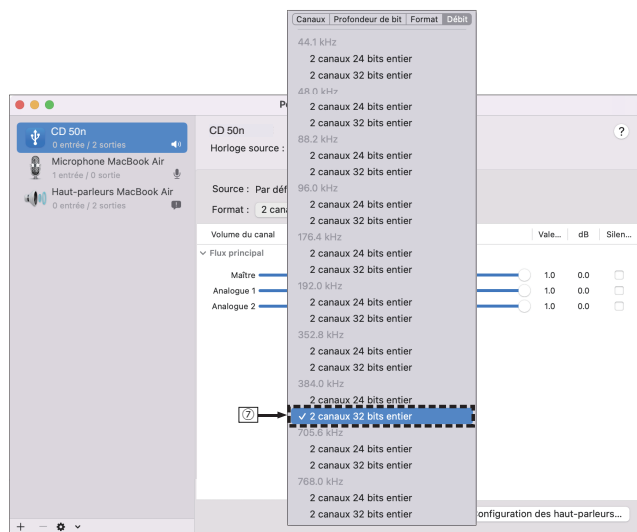 Canaux Profondeur de bit Format Débit
44.1 kHz
2 canaux 24 bits entier
2 canaux 32 bits entier
48.0 kHz
2 canaux 24 bits entier
2 canaux 32 bits entier
88.2 kHz
2 canaux 24 bits entier
2 canaux 32 bits entier
96.0 kHz
2 canaux 24 bits entier
2 canaux 32 bits entier
176.4 kHz
2 canaux 24 bits entier
2 canaux 32 bits entier
192.0 kHz
2 canaux 24 bits entier
2 canaux 32 bits entier
352.8 kHz
2 canaux 24 bits entier
2 canaux 32 bits entier
384.0 kHz
2 canaux 24 bits entier
⑦
✓ 2 canaux 32 bits entier
705.6 kHz
2 canaux 24 bits entier
2 canaux 32 bits entier
768.0 kHz
2 canaux 24 bits entier
2 canaux 32 bits entier
CD 50n
0 entrée / 2 sorties
Microphone MacBook Air
1 entrée / 0 sortie
Haut-parleurs MacBook Air
0 entrée / 2 sorties
CD 50n
?
Horloge source :
Source : Par déf
Format : 2 cana
Volume du canal Vale... dB Silen...
Flux principal
Maître 1.0 0.0
Analogue 1 1.0 0.0
Analogue 2 1.0 0.0
onfiguration des haut-parleurs...